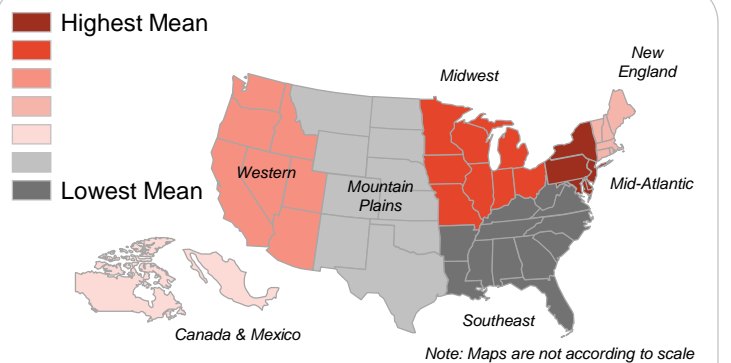 Highest Mean
Lowest Mean
New
England
Midwest
Western
Mountain
Plains
Mid-Atlantic
Canada & Mexico
Southeast
Note: Maps are not according to scale